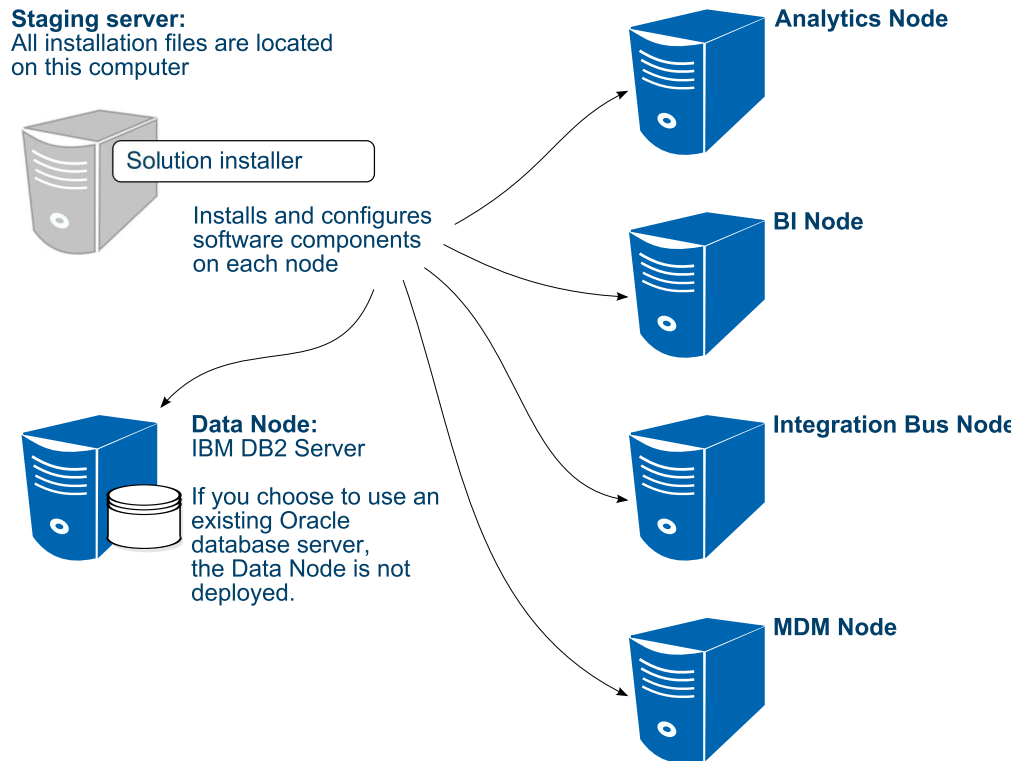 Staging server:
All installation files are located
on this computer
Solution installer
Installs and configures
software components
on each node
Data Node:
IBM DB2 Server
If you choose to use an
existing Oracle
database server,
the Data Node is not
deployed.
Analytics Node
BI Node
Integration Bus Node
MDM Node